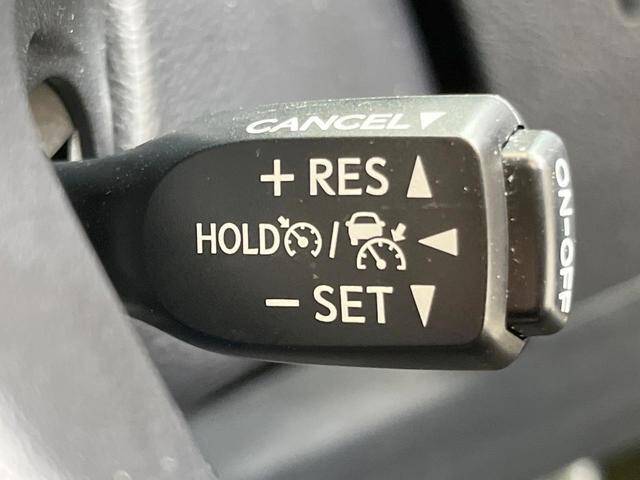 CANCEL▼
+ RES ▲
HOLD / ◀
− SET ▼
ON-OFF